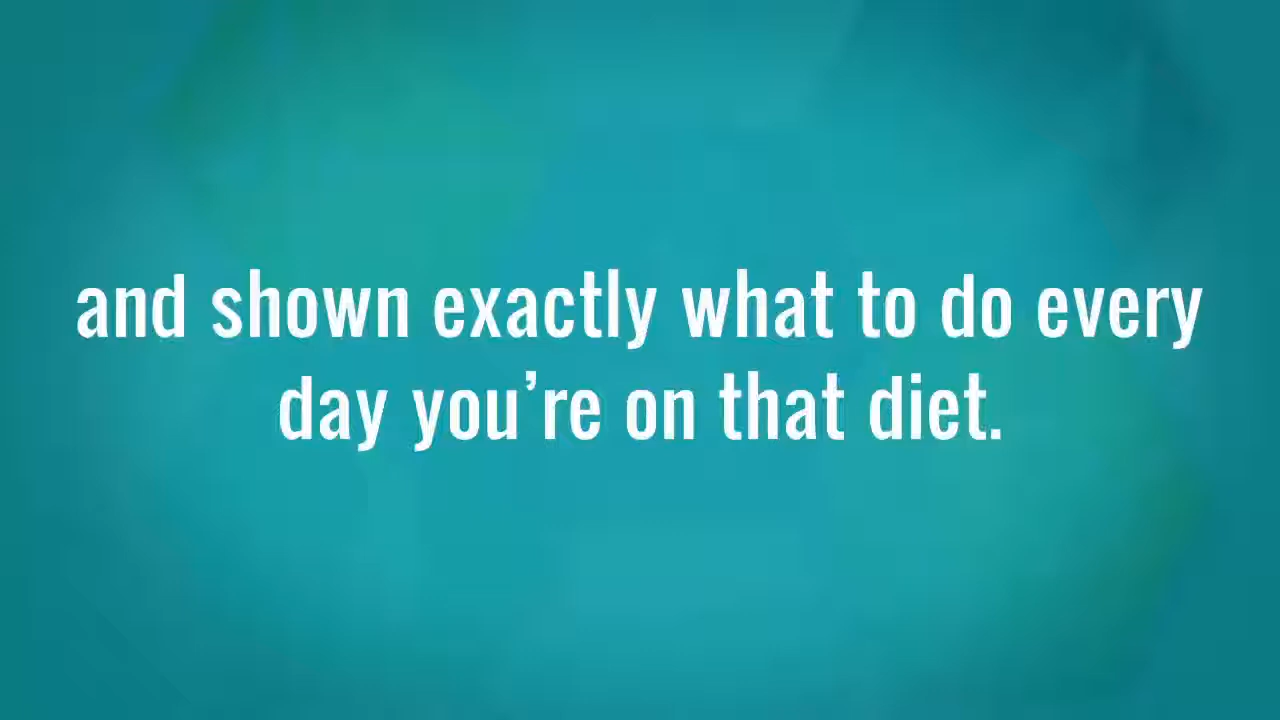 and shown exactly what to do every
day you’re on that diet.